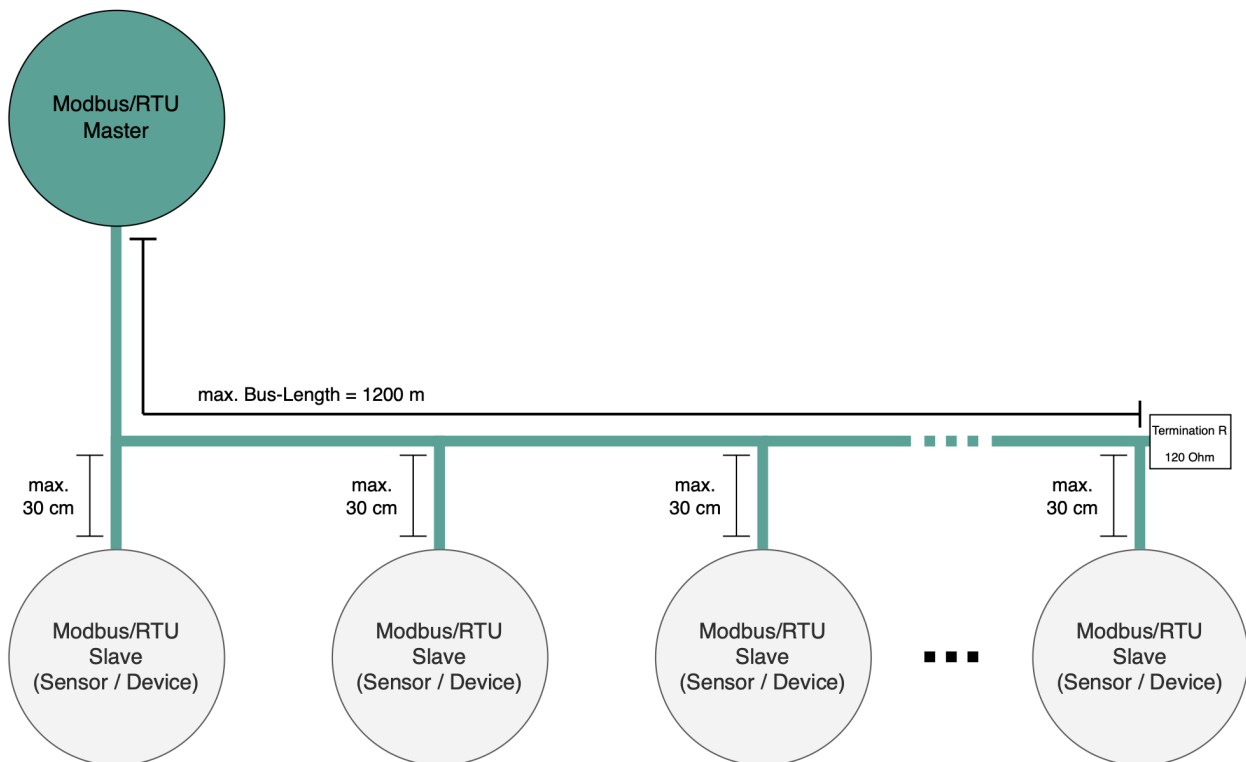 Modbus/RTU
Master
max. Bus-Length = 1200 m
Termination R
120 Ohm
max.
30 cm
max.
30 cm
max.
30 cm
max.
30 cm
Modbus/RTU
Slave
(Sensor / Device)
Modbus/RTU
Slave
(Sensor / Device)
Modbus/RTU
Slave
(Sensor / Device)
Modbus/RTU
Slave
(Sensor / Device)